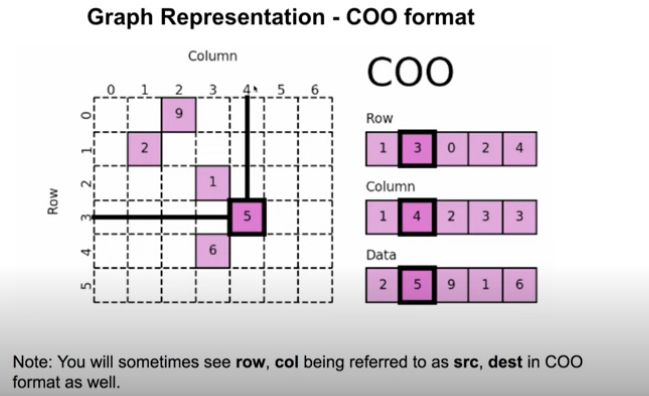 Graph Representation - COO format
Column
0 1 2 3 4 5 6
Row
0 9
1 2
2 1
3 5
4 6
5
COO
Row
1 3 0 2 4
Column
1 4 2 3 3
Data
2 5 9 1 6
Note: You will sometimes see row, col being referred to as src, dest in COO
format as well.